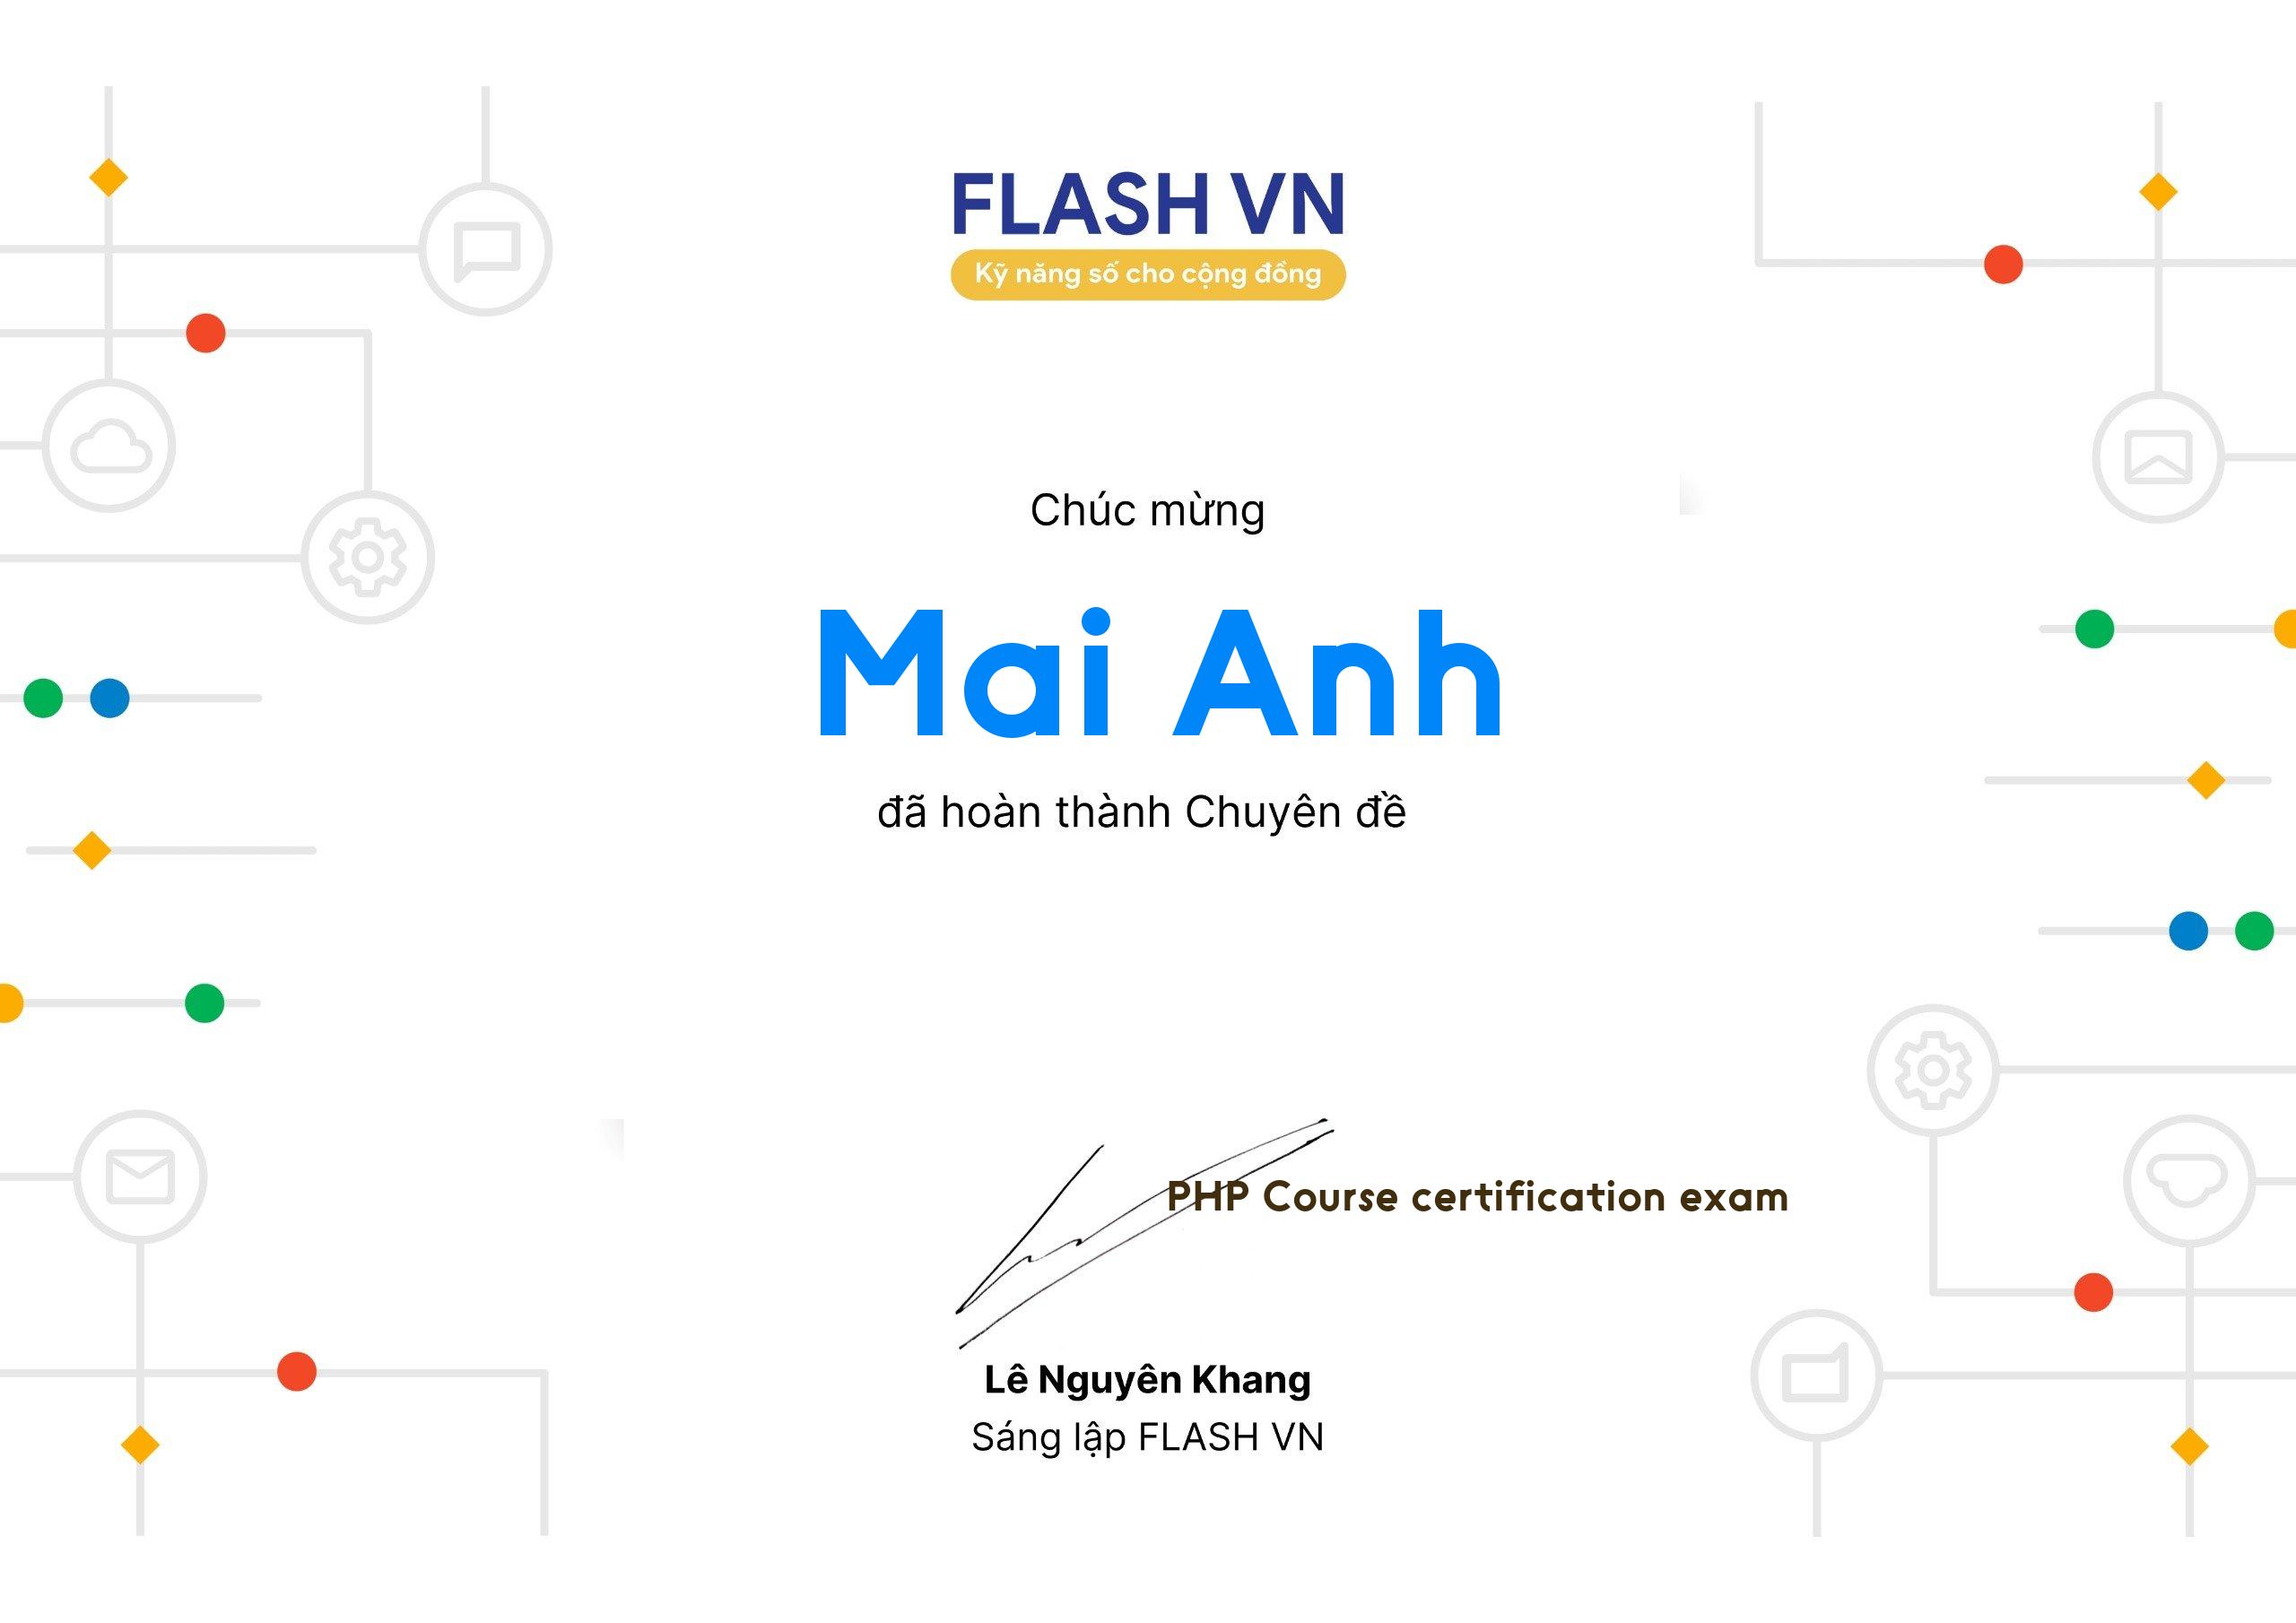 FLASH VN
Kỹ năng số cho cộng đồng
Chúc mừng
Mai Anh
đã hoàn thành Chuyên đề
PHP Course certification exam
Lê Nguyên Khang
Sáng lập FLASH VN